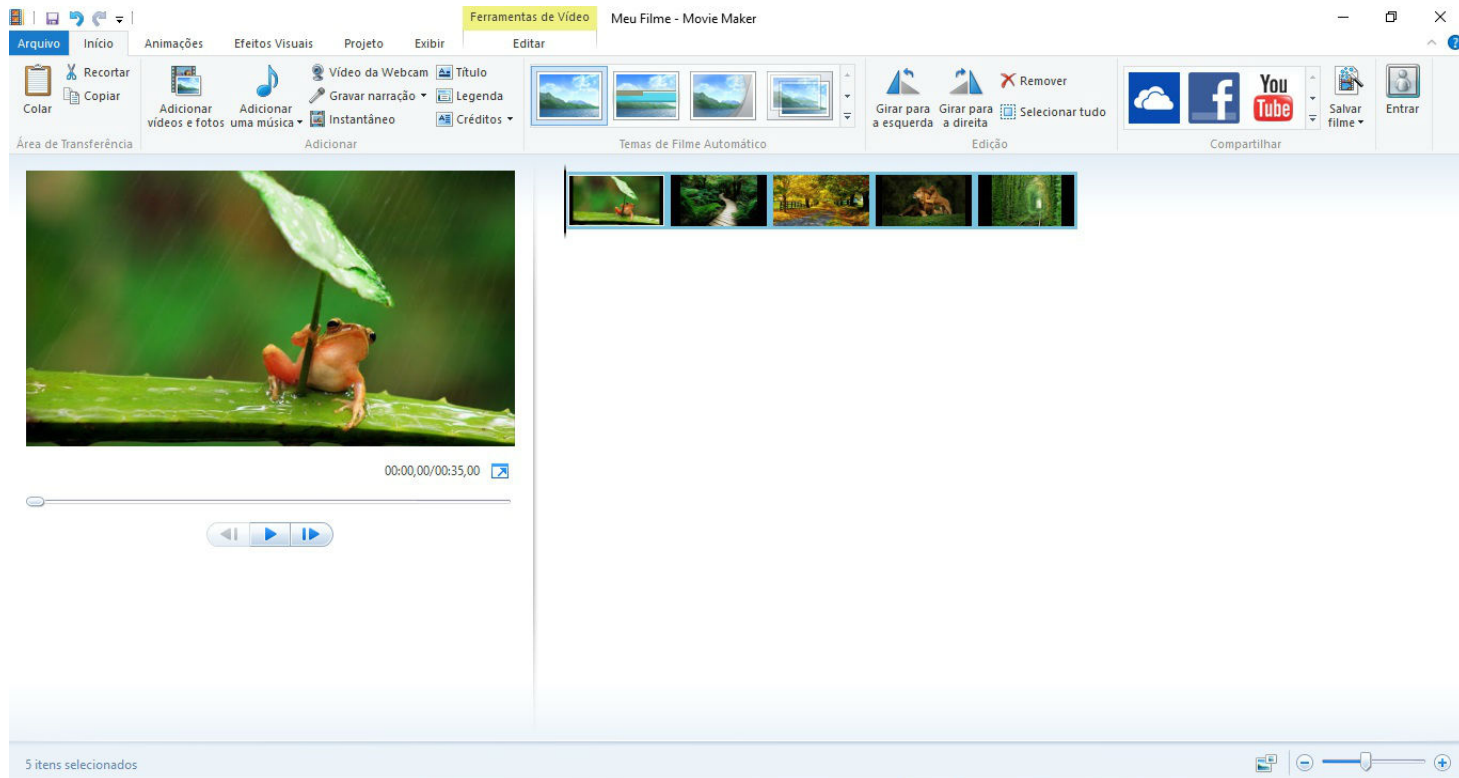 Ferramentas de Vídeo
Meu Filme - Movie Maker
Arquivo
Início
Animações
Efeitos Visuais
Projeto
Exibir
Editar
Colar
Recortar
Copiar
Área de Transferência
Adicionar
vídeos e fotos
Adicionar
uma música
Vídeo da Webcam
Gravar narração
Instantâneo
Título
Legenda
Créditos
Adicionar
Temas de Filme Automático
Girar para
a esquerda
Girar para
a direita
Remover
Selecionar tudo
Edição
f
You
Tube
Compartilhar
Salvar
filme
Entrar
?
00:00,00/00:35,00
5 itens selecionados